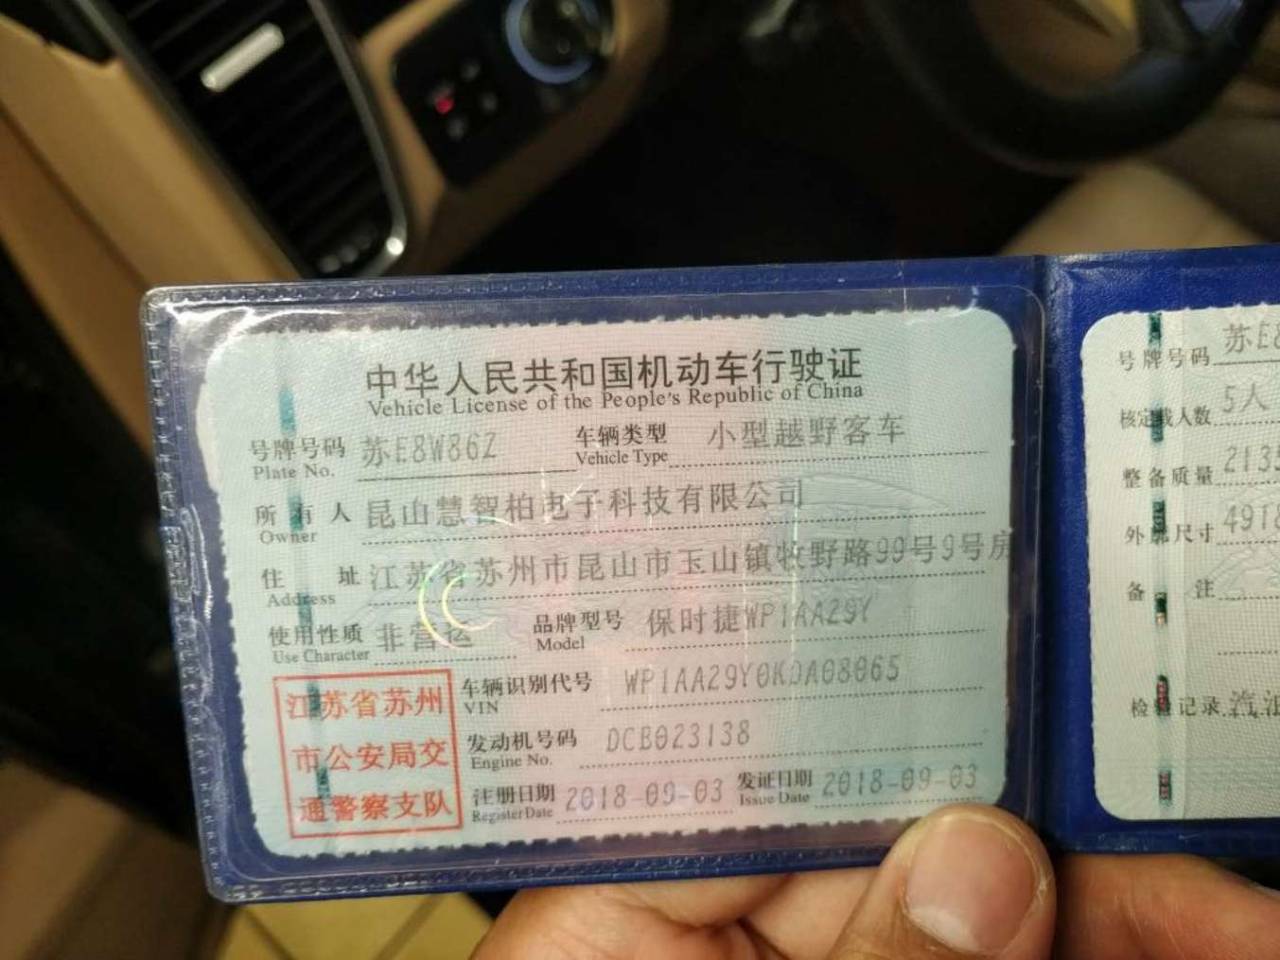 中华人民共和国机动车行驶证
Vehicle License of the People's Republic of China
号牌号码 苏E8W86Z 车辆类型 小型越野客车
Plate No. Vehicle Type
所有人 昆山慧智柏电子科技有限公司
Owner
住址 江苏省苏州市昆山市玉山镇牧野路99号9号房
Address
使用性质 非营运 品牌型号 保时捷WP1AA29Y
Use Character Model
江苏省苏州
市公安局交
通警察支队
车辆识别代号 WP1AA29Y0KDA08065
VIN
发动机号码 DCB023138
Engine No.
注册日期 2018-09-03 发证日期 2018-09-03
Register Date Issue Date
号牌号码 苏E8
核定载人数 5人
整备质量
外廓尺寸
备注
检验记录